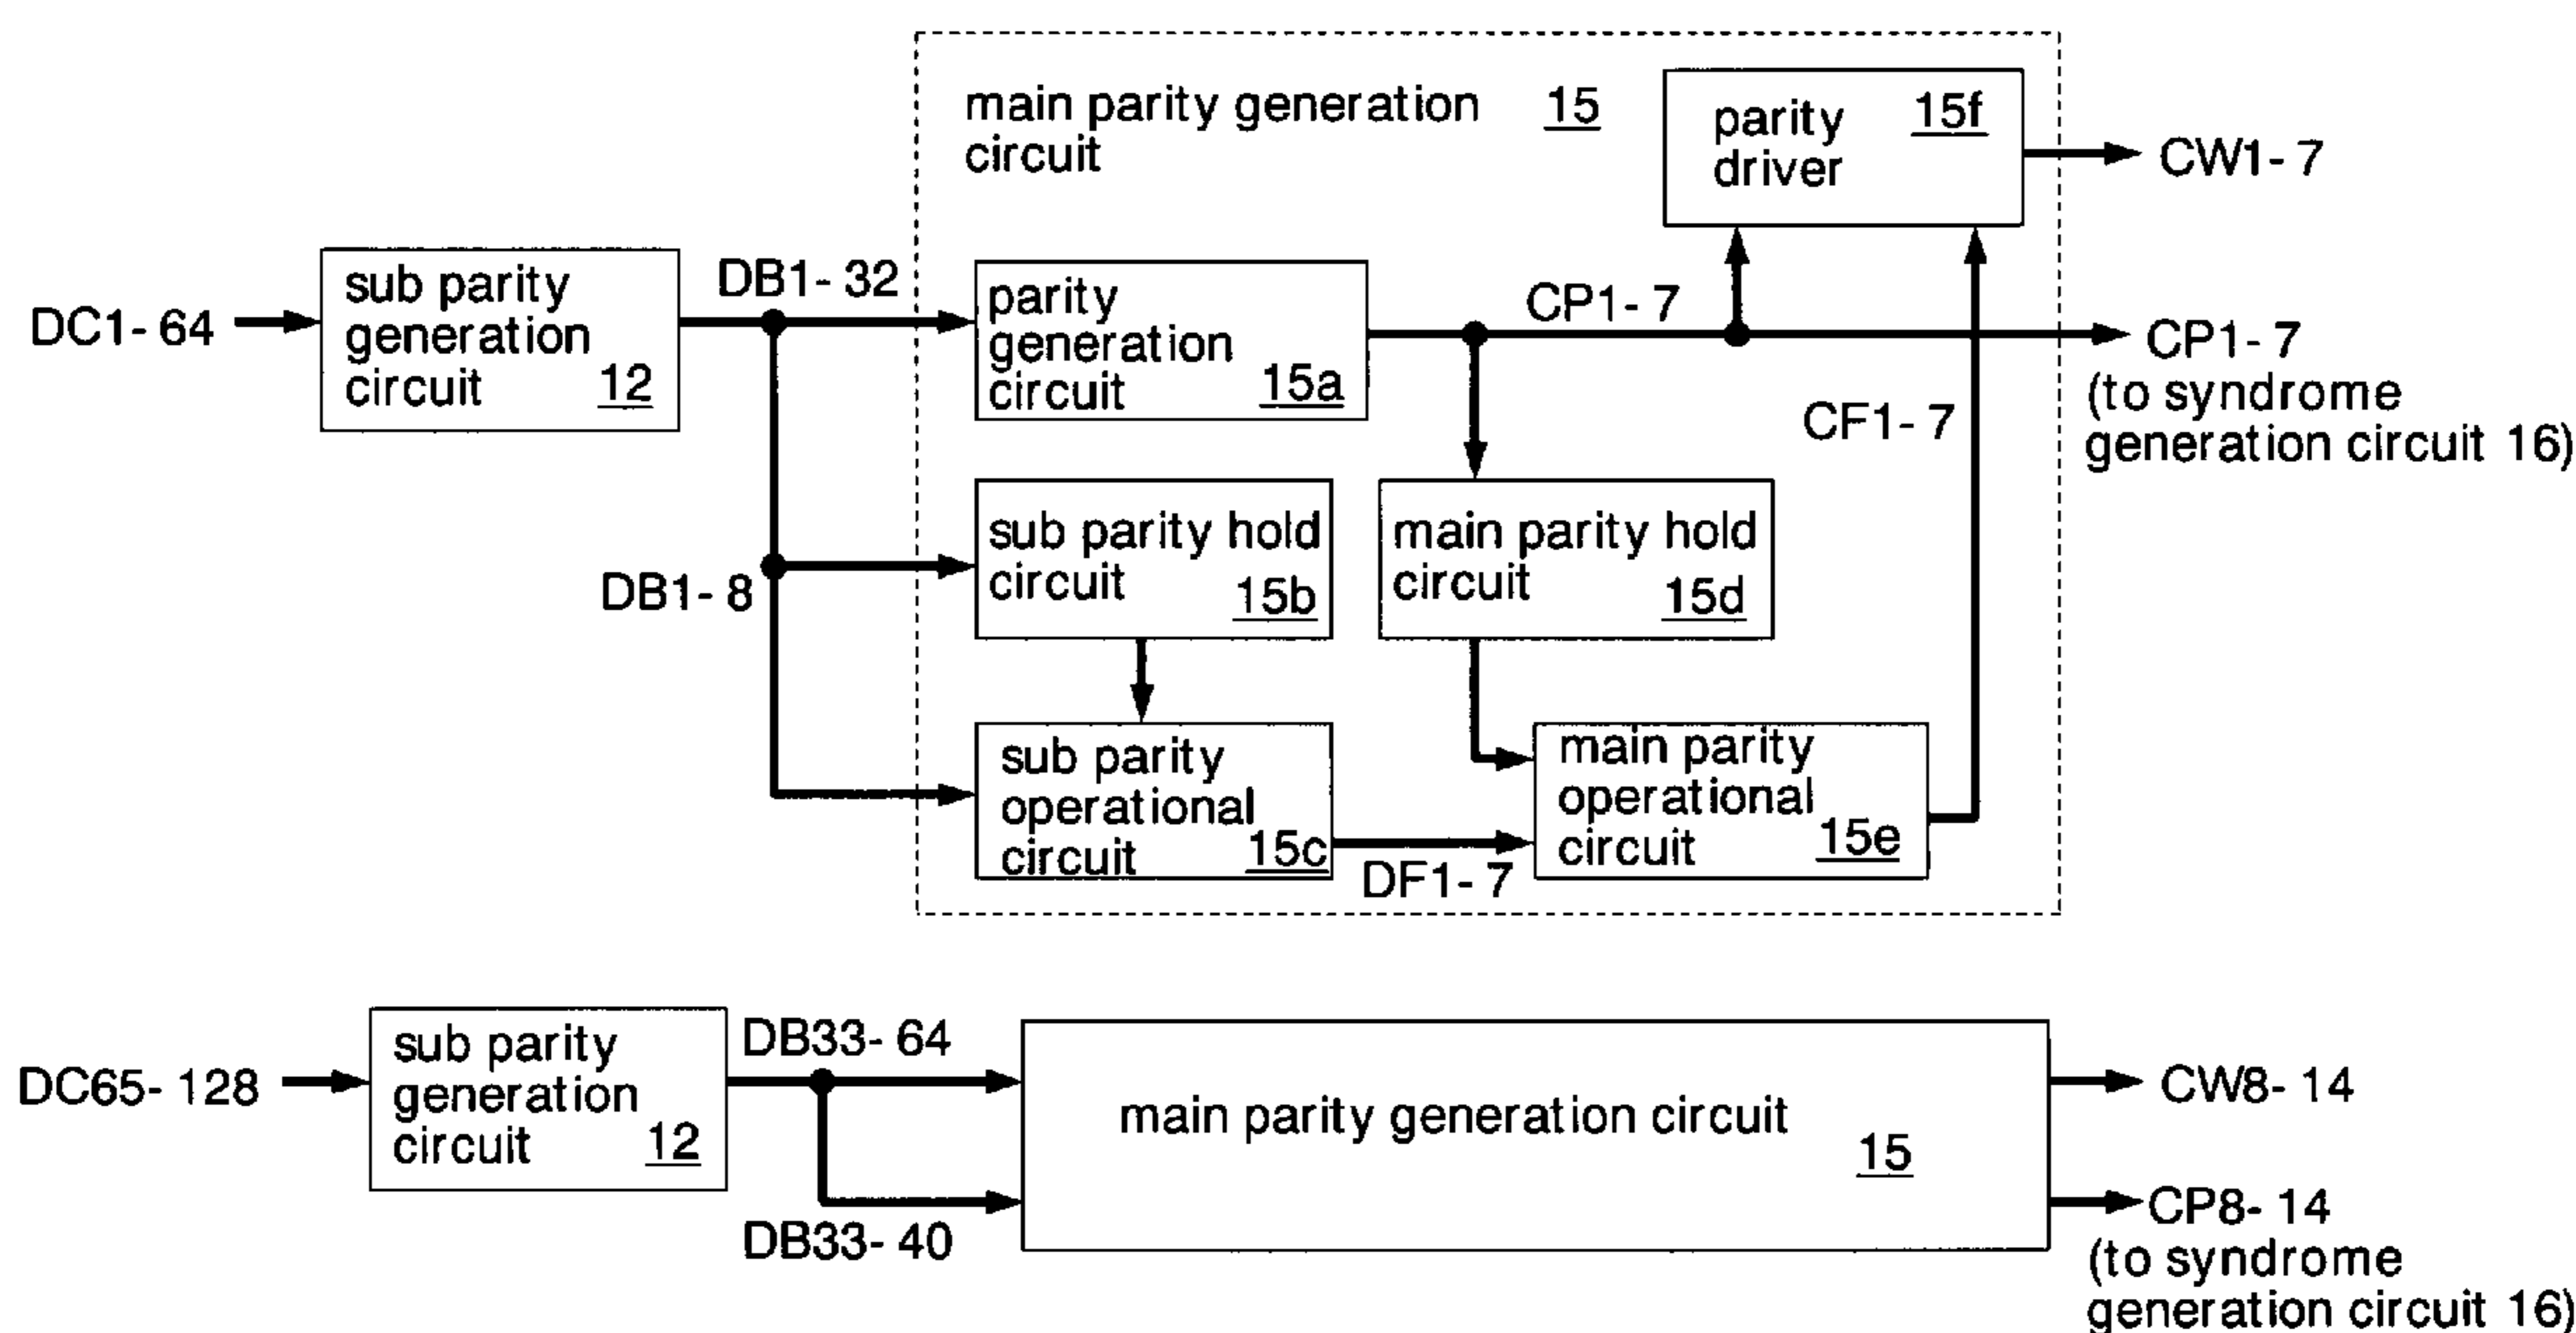 main parity generation 15
circuit
parity 15f
driver
CW1- 7
DC1- 64
sub parity
generation
circuit 12
DB1- 32
parity
generation
circuit 15a
CP1- 7
CP1- 7
(to syndrome
generation circuit 16)
CF1- 7
DB1- 8
sub parity hold
circuit 15b
main parity hold
circuit 15d
sub parity
operational
circuit 15c
DF1- 7
main parity
operational
circuit 15e
DC65- 128
sub parity
generation
circuit 12
DB33- 64
DB33- 40
main parity generation circuit
15
CW8- 14
CP8- 14
(to syndrome
generation circuit 16)